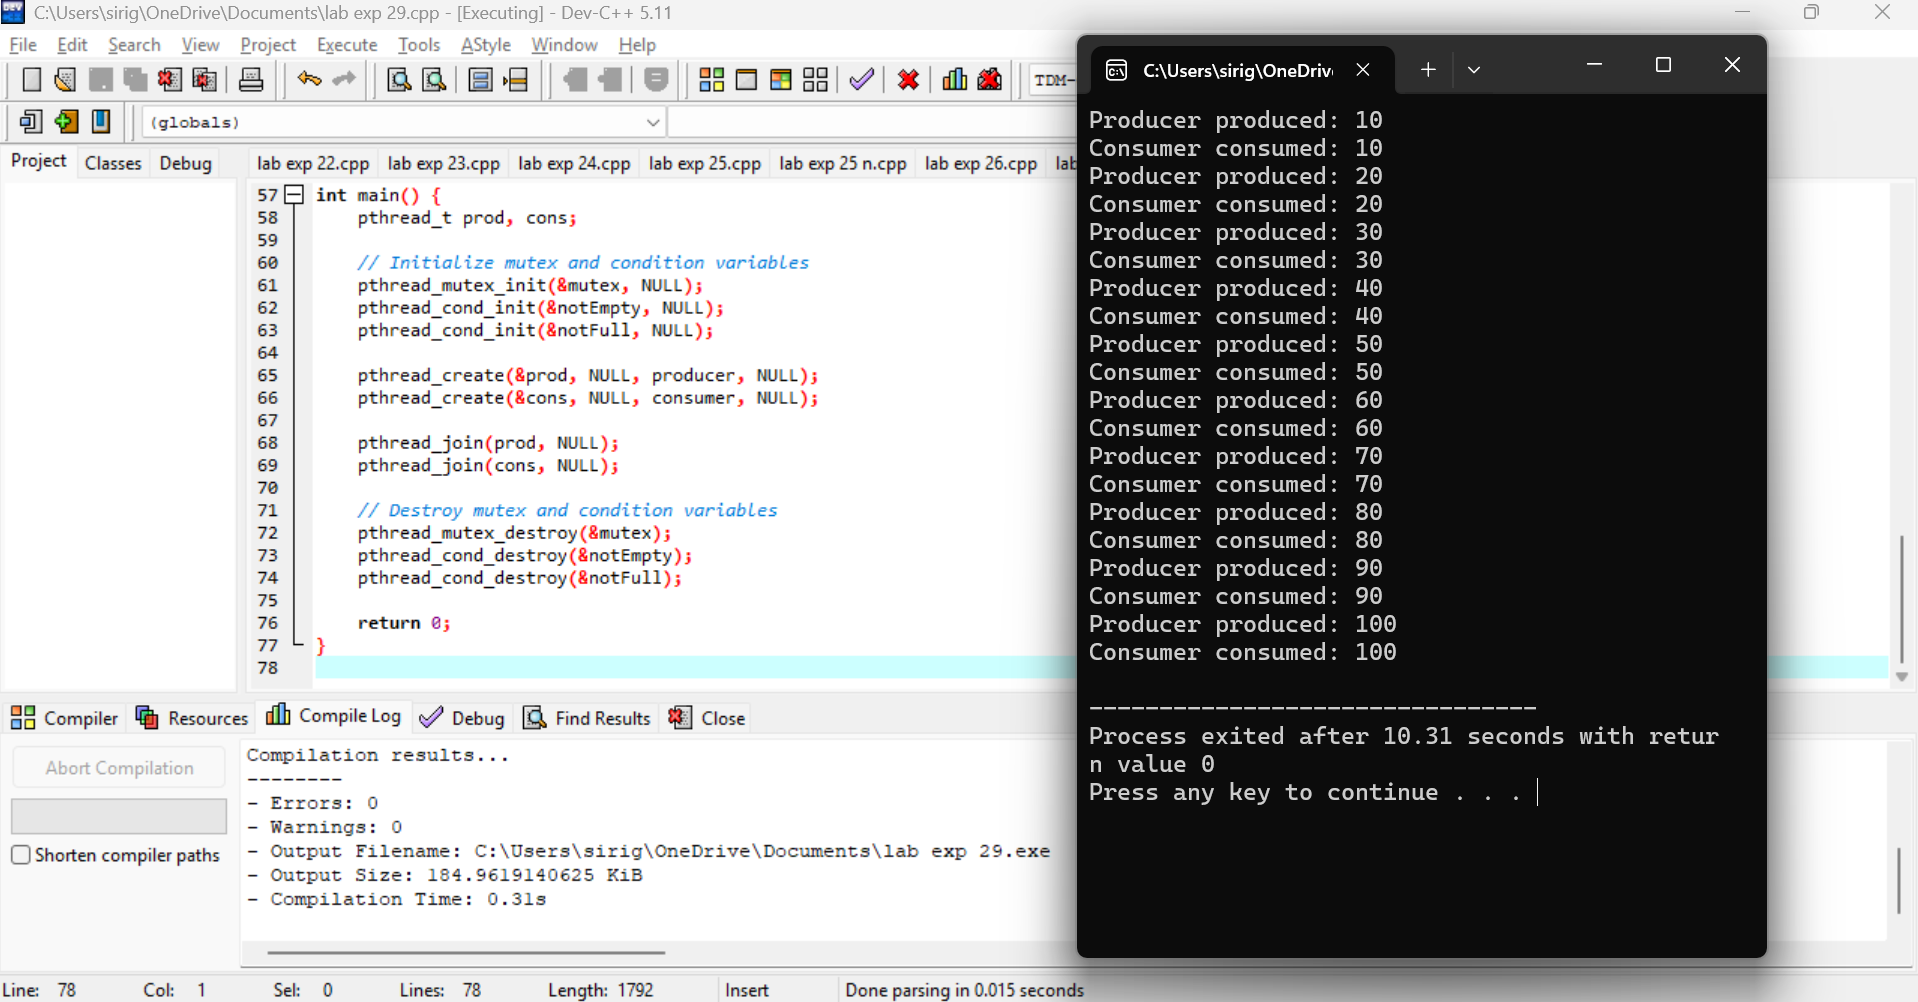 C:\Users\sirig\OneDrive\Documents\lab exp 29.cpp - [Executing] - Dev-C++ 5.11
File Edit Search View Project Execute Tools AStyle Window Help
TDM-
(globals)
Project Classes Debug
lab exp 22.cpp lab exp 23.cpp lab exp 24.cpp lab exp 25.cpp lab exp 25 n.cpp lab exp 26.cpp lab
57 int main() {
58 pthread_t prod, cons;
59
60 // Initialize mutex and condition variables
61 pthread_mutex_init(&mutex, NULL);
62 pthread_cond_init(&notEmpty, NULL);
63 pthread_cond_init(&notFull, NULL);
64
65 pthread_create(&prod, NULL, producer, NULL);
66 pthread_create(&cons, NULL, consumer, NULL);
67
68 pthread_join(prod, NULL);
69 pthread_join(cons, NULL);
70
71 // Destroy mutex and condition variables
72 pthread_mutex_destroy(&mutex);
73 pthread_cond_destroy(&notEmpty);
74 pthread_cond_destroy(&notFull);
75
76 return 0;
77 }
78
Compiler Resources Compile Log Debug Find Results Close
Abort Compilation
Shorten compiler paths
Compilation results...
--------
- Errors: 0
- Warnings: 0
- Output Filename: C:\Users\sirig\OneDrive\Documents\lab exp 29.exe
- Output Size: 184.9619140625 KiB
- Compilation Time: 0.31s
Line: 78 Col: 1 Sel: 0 Lines: 78 Length: 1792 Insert Done parsing in 0.015 seconds
C:\Users\sirig\OneDriv
Producer produced: 10
Consumer consumed: 10
Producer produced: 20
Consumer consumed: 20
Producer produced: 30
Consumer consumed: 30
Producer produced: 40
Consumer consumed: 40
Producer produced: 50
Consumer consumed: 50
Producer produced: 60
Consumer consumed: 60
Producer produced: 70
Consumer consumed: 70
Producer produced: 80
Consumer consumed: 80
Producer produced: 90
Consumer consumed: 90
Producer produced: 100
Consumer consumed: 100
--------------------------------
Process exited after 10.31 seconds with retur
n value 0
Press any key to continue . . .